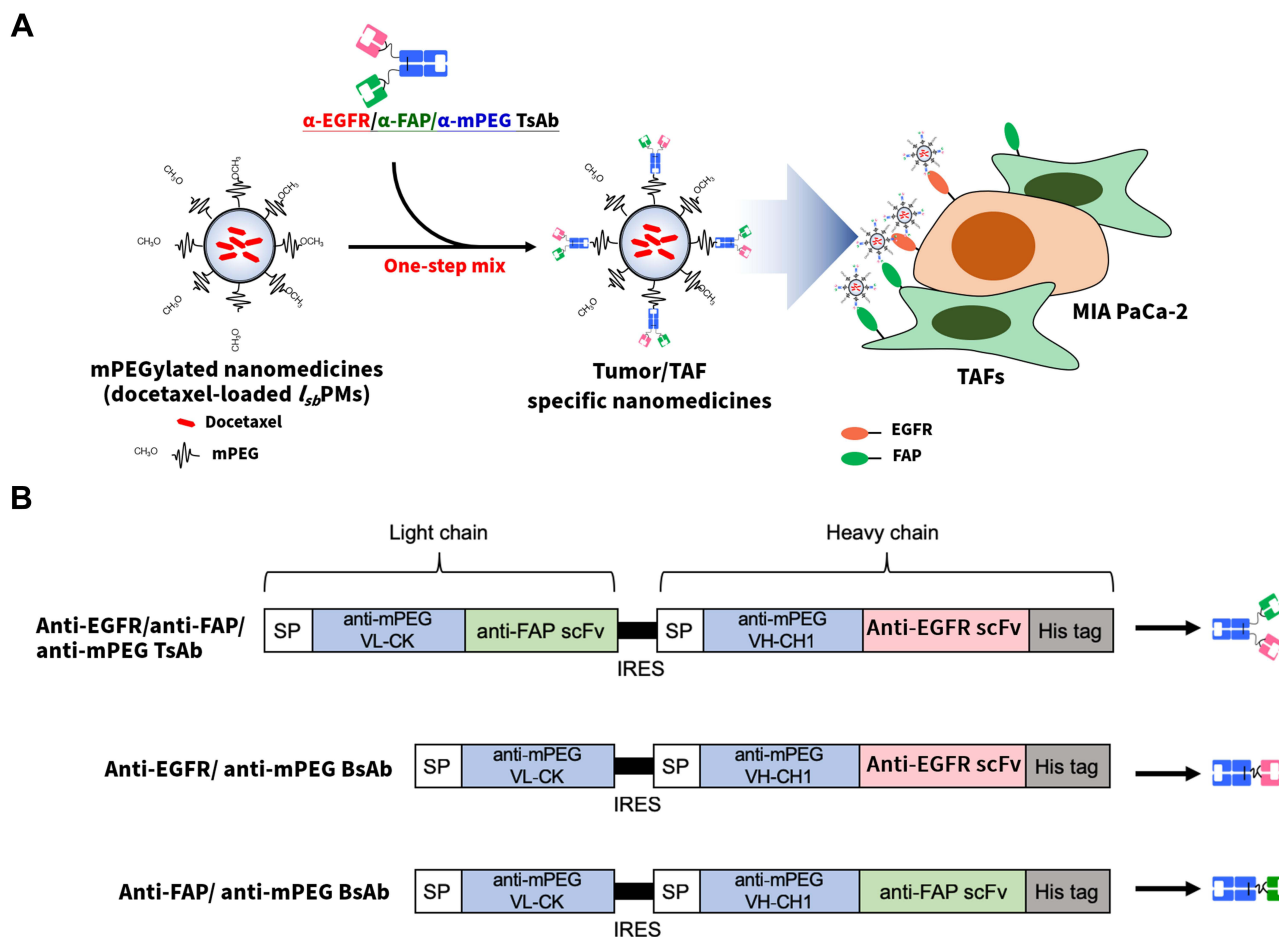 A
α-EGFR/α-FAP/α-mPEG TsAb
CH₃O
OCH₃
OCH₃
CH₃O
OCH₃
CH₃O
OCH₃
CH₃O
One-step mix
CH₃O
OCH₃
CH₃O
OCH₃
mPEGylated nanomedicines
(docetaxel-loaded lsbPMs)
Docetaxel
CH₃O
mPEG
Tumor/TAF
specific nanomedicines
MIA PaCa-2
TAFs
EGFR
FAP
B
Light chain
Heavy chain
Anti-EGFR/anti-FAP/
anti-mPEG TsAb
SP
anti-mPEG
VL-CK
anti-FAP scFv
IRES
SP
anti-mPEG
VH-CH1
Anti-EGFR scFv
His tag
Anti-EGFR/ anti-mPEG BsAb
SP
anti-mPEG
VL-CK
IRES
SP
anti-mPEG
VH-CH1
Anti-EGFR scFv
His tag
Anti-FAP/ anti-mPEG BsAb
SP
anti-mPEG
VL-CK
IRES
SP
anti-mPEG
VH-CH1
anti-FAP scFv
His tag